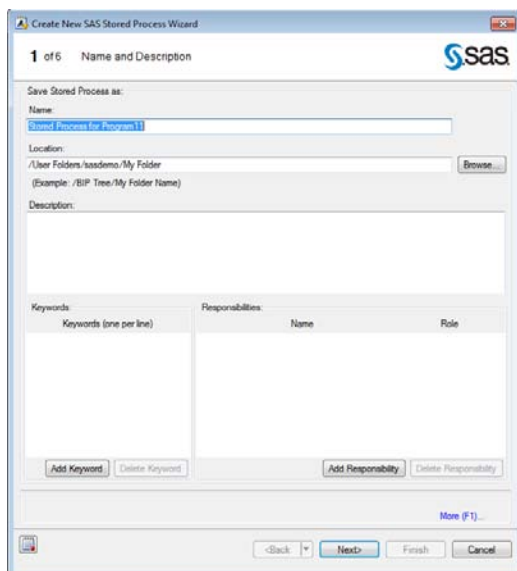 Create New SAS Stored Process Wizard
1 of 6 Name and Description
sas
Save Stored Process as:
Name:
Stored Process for Program11
Location:
/User Folders/sasdemo/My Folder
Browse...
(Example: /BIP Tree/My Folder Name)
Description:
Keywords:
Responsibilities:
Keywords (one per line)
Name
Role
Add Keyword
Delete Keyword
Add Responsibility
Delete Responsibility
More (F1)...
<Back
Next>
Finish
Cancel